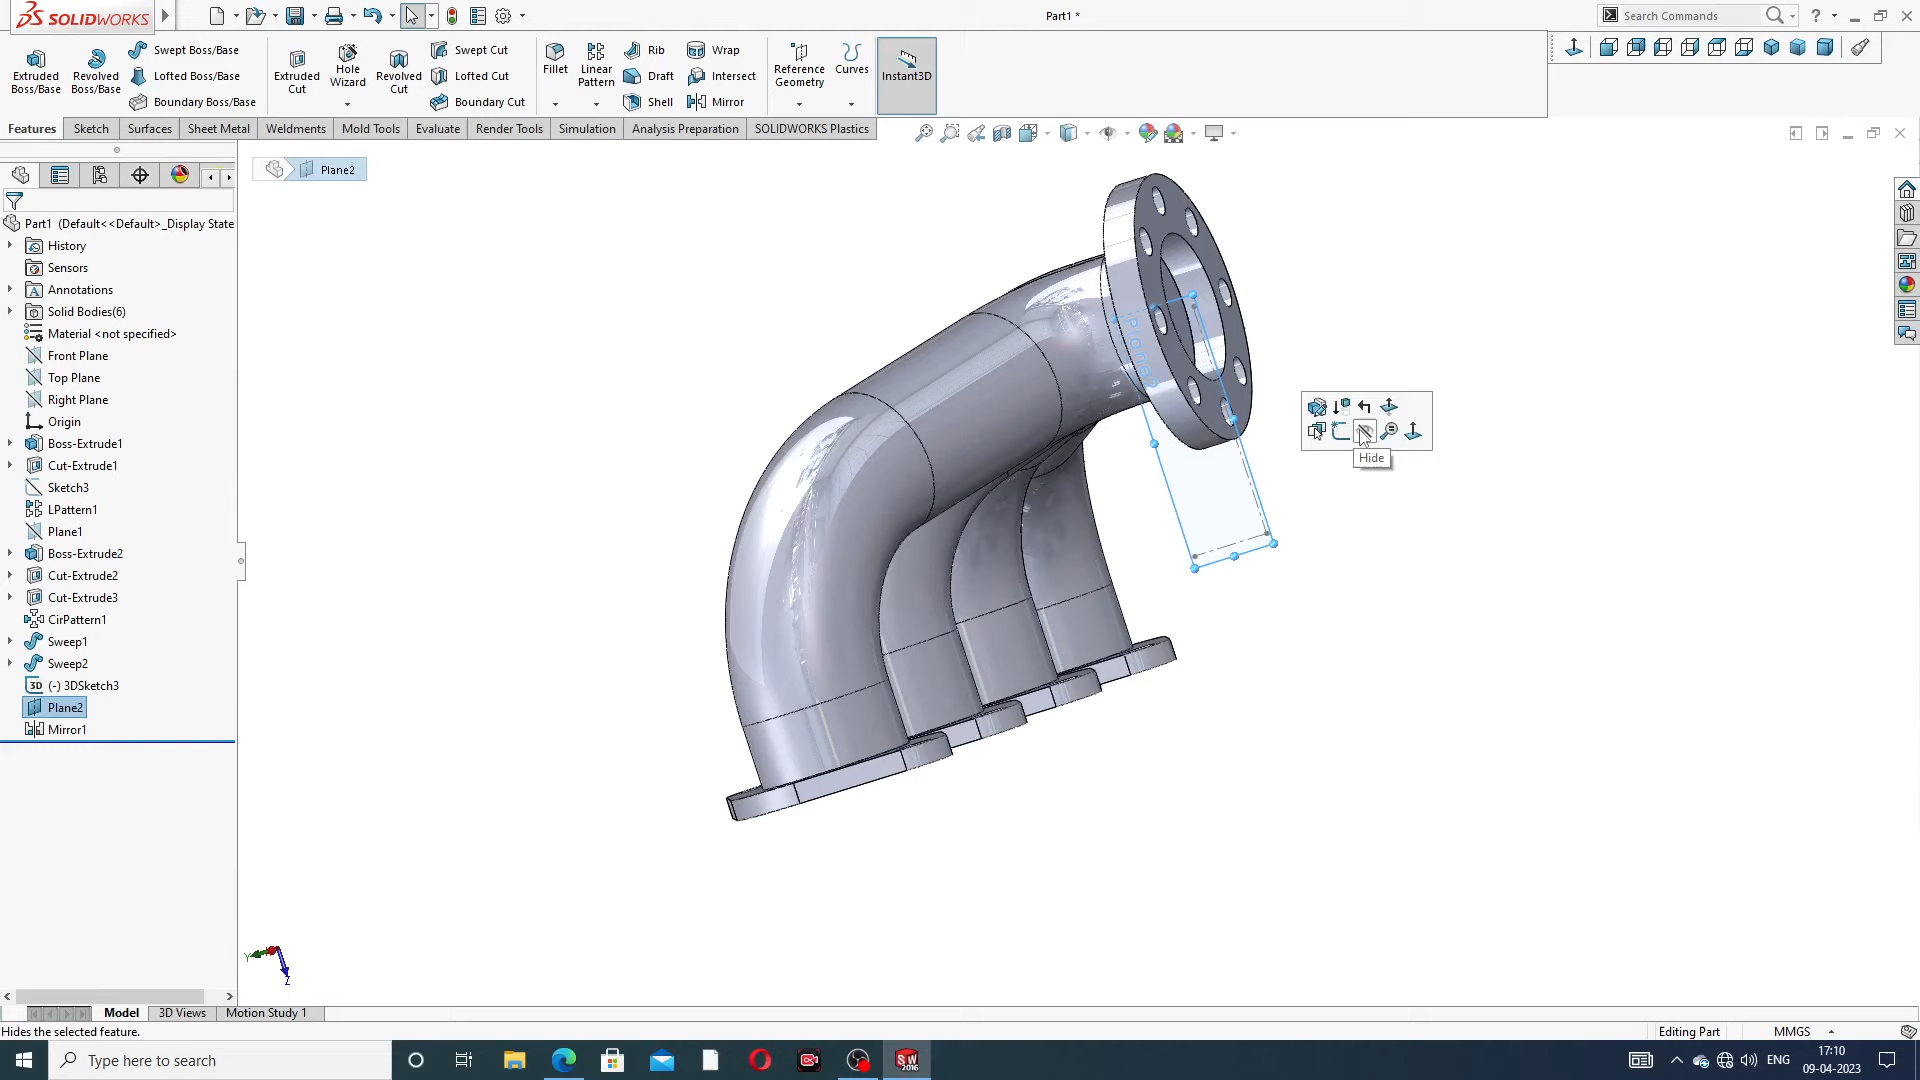 SOLIDWORKS
Part1 *
Search Commands
Extruded Boss/Base
Revolved Boss/Base
Swept Boss/Base
Lofted Boss/Base
Boundary Boss/Base
Extruded Cut
Hole Wizard
Revolved Cut
Swept Cut
Lofted Cut
Boundary Cut
Fillet
Linear Pattern
Rib
Draft
Shell
Wrap
Intersect
Mirror
Reference Geometry
Curves
Instant3D
Features
Sketch
Surfaces
Sheet Metal
Weldments
Mold Tools
Evaluate
Render Tools
Simulation
Analysis Preparation
SOLIDWORKS Plastics
Plane2
Part1 (Default<<Default>_Display State
History
Sensors
Annotations
Solid Bodies(6)
Material <not specified>
Front Plane
Top Plane
Right Plane
Origin
Boss-Extrude1
Cut-Extrude1
Sketch3
LPattern1
Plane1
Boss-Extrude2
Cut-Extrude2
Cut-Extrude3
CirPattern1
Sweep1
Sweep2
3D (-) 3DSketch3
Plane2
Mirror1
Hide
Y
Z
Model
3D Views
Motion Study 1
Hides the selected feature.
Editing Part
MMGS
Type here to search
SW
2016
ENG
17:10
09-04-2023